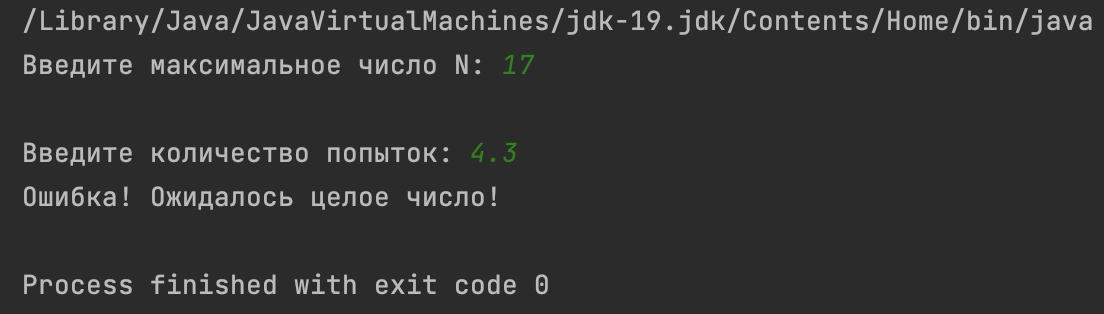 /Library/Java/JavaVirtualMachines/jdk-19.jdk/Contents/Home/bin/java
Введите максимальное число N: 17
Введите количество попыток: 4.3
Ошибка! Ожидалось целое число!
Process finished with exit code 0